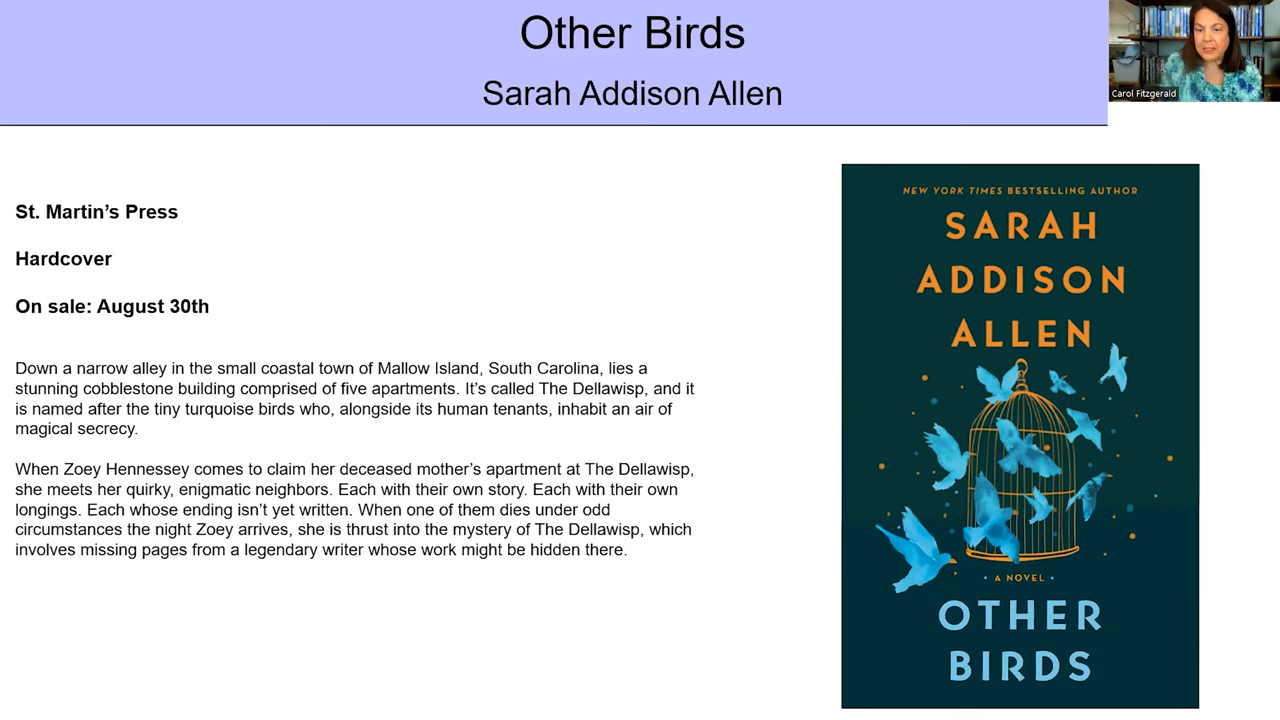 Other Birds
Sarah Addison Allen
Carol Fitzgerald
St. Martin’s Press
Hardcover
On sale: August 30th
Down a narrow alley in the small coastal town of Mallow Island, South Carolina, lies a
stunning cobblestone building comprised of five apartments. It’s called The Dellawisp, and it
is named after the tiny turquoise birds who, alongside its human tenants, inhabit an air of
magical secrecy.
When Zoey Hennessey comes to claim her deceased mother’s apartment at The Dellawisp,
she meets her quirky, enigmatic neighbors. Each with their own story. Each with their own
longings. Each whose ending isn’t yet written. When one of them dies under odd
circumstances the night Zoey arrives, she is thrust into the mystery of The Dellawisp, which
involves missing pages from a legendary writer whose work might be hidden there.
NEW YORK TIMES BESTSELLING AUTHOR
SARAH
ADDISON
ALLEN
• A NOVEL •
OTHER
BIRDS